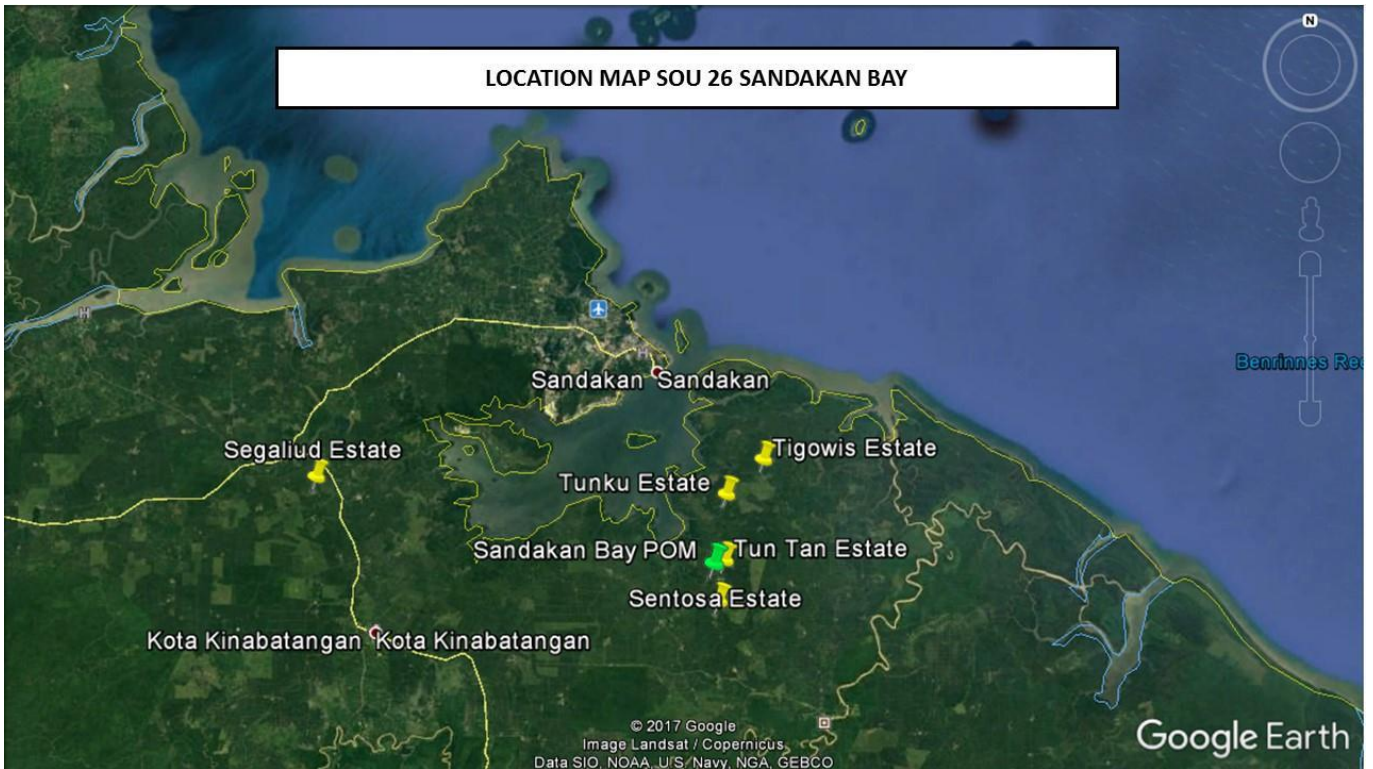 LOCATION MAP SOU 26 SANDAKAN BAY
N
H
H
Benrinnes Ree
Sandakan Sandakan
Segaliud Estate
Tigowis Estate
Tunku Estate
Sandakan Bay POM
Tun Tan Estate
Sentosa Estate
Kota Kinabatangan Kota Kinabatangan
© 2017 Google
Image Landsat / Copernicus
Data SIO, NOAA, U.S. Navy, NGA, GEBCO
Google Earth